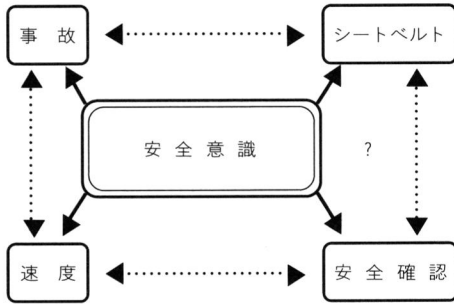 事 故
シートベルト
安 全 意 識
?
速 度
安 全 確 認